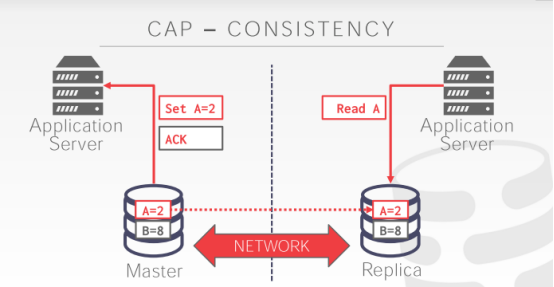 CAP – CONSISTENCY
Set A=2
ACK
Read A
Application
Server
Application
Server
A=2
B=8
A=2
B=8
NETWORK
Master
Replica